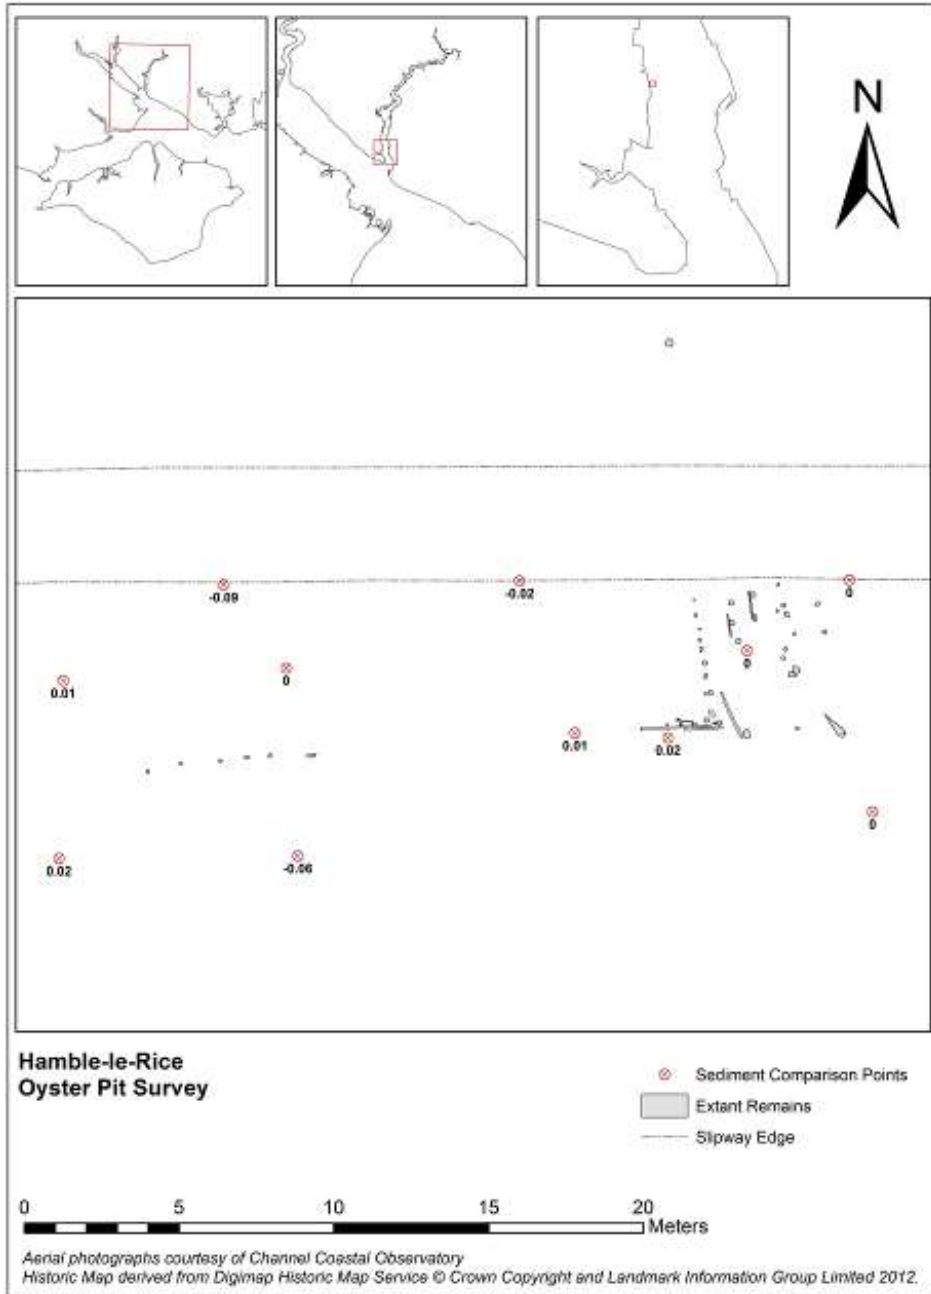 N
-0.09
-0.02
0
0
0.01
0
0.01
0.02
0
0.02
-0.06
Hamble-le-Rice
Oyster Pit Survey
Sediment Comparison Points
Extant Remains
Slipway Edge
0 5 10 15 20
Meters
Aerial photographs courtesy of Channel Coastal Observatory
Historic Map derived from Digimap Historic Map Service © Crown Copyright and Landmark Information Group Limited 2012.